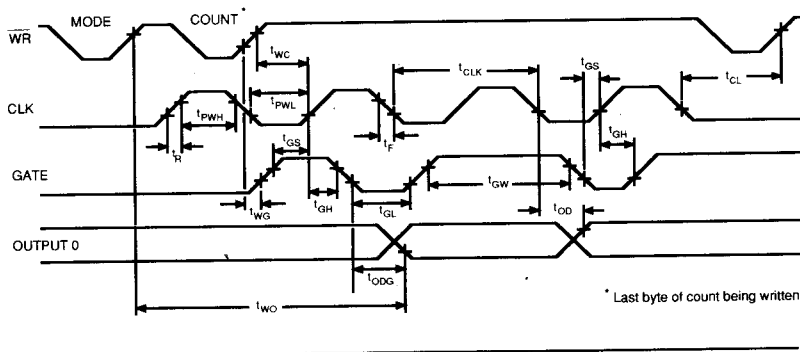 MODE COUNT*
WR
tWC tCLK tGS tCL
CLK
tPWH tPWL
tR tGS tF tGH
GATE
tWG tGH tGL tGW
tOD
OUTPUT 0
tODG
tWO
* Last byte of count being written